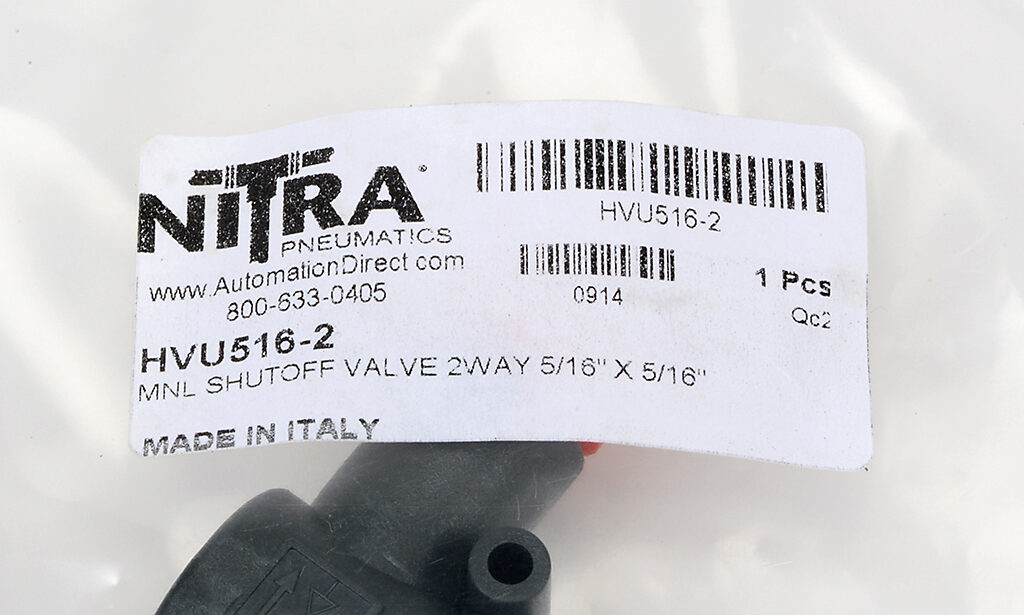 NITRA
PNEUMATICS
www.AutomationDirect.com
800-633-0405
HVU516-2
MNL SHUTOFF VALVE 2WAY 5/16" X 5/16"
MADE IN ITALY
HVU516-2
0914
1 Pcs
Qc2